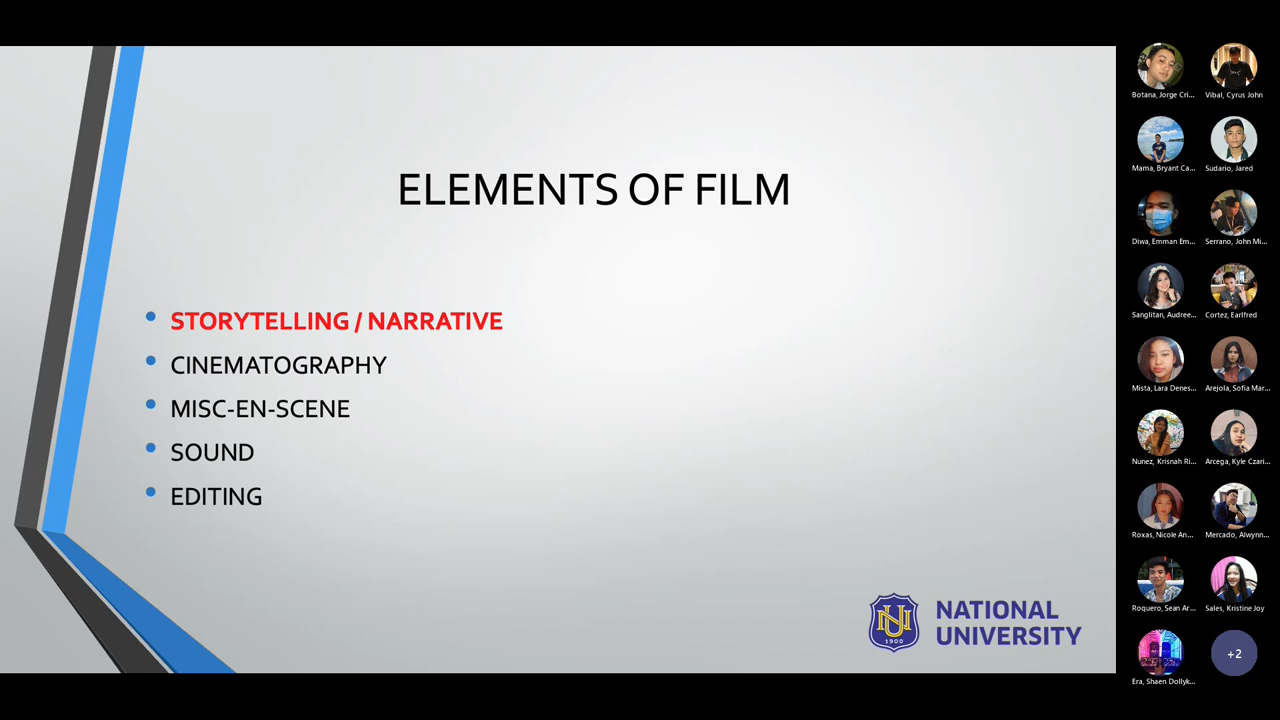 ELEMENTS OF FILM
STORYTELLING / NARRATIVE
CINEMATOGRAPHY
MISC-EN-SCENE
SOUND
EDITING
NU
1900
NATIONAL
UNIVERSITY
Botana, Jorge Cri...
Vibal, Cyrus John
Mama, Bryant Ca...
Sudario, Jared
Diwa, Emman Em...
Serrano, John Mi...
Sanglitan, Audree...
Cortez, Earlfred
Mista, Lara Denes...
Arejola, Sofia Mar...
Nunez, Krisnah Ri...
Arcega, Kyle Czari...
Roxas, Nicole An...
Mercado, Alwynn...
Roquero, Sean Ar...
Sales, Kristine Joy
Era, Shaen Dollyk...
+2